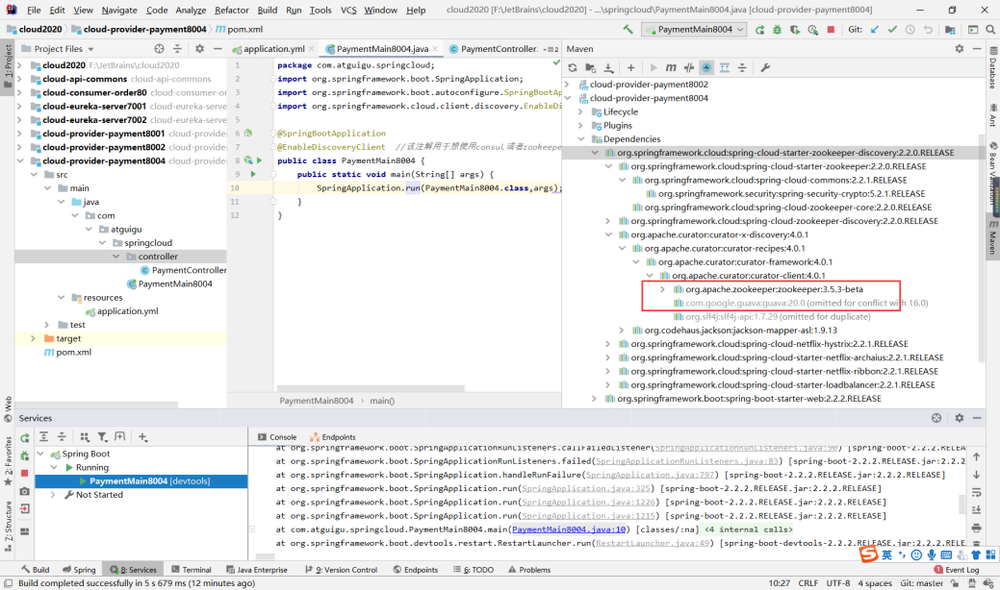 File Edit View Navigate Code Analyze Refactor Build Run Tools VCS Window Help cloud2020 [F:\JetBrains\cloud2020] - ...\springcloud\PaymentMain8004.java [cloud-provider-payment8004]
cloud2020 cloud-provider-payment8004 pom.xml PaymentMain8004 Git:
Project Files
application.yml PaymentMain8004.java PaymentController. Maven
cloud2020 F:\JetBrains\cloud2020
cloud-api-commons cloud-api-commons
cloud-consumer-order80 cloud-consumer-or
cloud-eureka-server7001 cloud-eureka-serve
cloud-eureka-server7002 cloud-eureka-serve
cloud-provider-payment8001 cloud-provide
cloud-provider-payment8002 cloud-provide
cloud-provider-payment8004 cloud-provide
src
main
java
com
atguigu
springcloud
controller
PaymentController
PaymentMain8004
resources
application.yml
test
target
pom.xml
1 package com.atguigu.springcloud;
2 import org.springframework.boot.SpringApplication;
3 import org.springframework.boot.autoconfigure.SpringBootAp
4 import org.springframework.cloud.client.discovery.EnableDi
5
6 @SpringBootApplication
7 @EnableDiscoveryClient //该注解用于想使用consul或者zookeepe
8 public class PaymentMain8004 {
9 public static void main(String[] args) {
10 SpringApplication.run(PaymentMain8004.class,args);
11 }
12 }
PaymentMain8004 main()
cloud-provider-payment8002
cloud-provider-payment8004
Lifecycle
Plugins
Dependencies
org.springframework.cloud:spring-cloud-starter-zookeeper-discovery:2.2.0.RELEASE
org.springframework.cloud:spring-cloud-starter-zookeeper:2.2.0.RELEASE
org.springframework.cloud:spring-cloud-commons:2.2.1.RELEASE
org.springframework.security:spring-security-crypto:5.2.1.RELEASE
org.springframework.cloud:spring-cloud-zookeeper-core:2.2.0.RELEASE
org.springframework.cloud:spring-cloud-zookeeper-discovery:2.2.0.RELEASE
org.apache.curator:curator-x-discovery:4.0.1
org.apache.curator:curator-recipes:4.0.1
org.apache.curator:curator-framework:4.0.1
org.apache.curator:curator-client:4.0.1
org.apache.zookeeper:zookeeper:3.5.3-beta
com.google.guava:guava:20.0 (omitted for conflict with 16.0)
org.slf4j:slf4j-api:1.7.29 (omitted for duplicate)
org.codehaus.jackson:jackson-mapper-asl:1.9.13
org.springframework.cloud:spring-cloud-netflix-hystrix:2.2.1.RELEASE
org.springframework.cloud:spring-cloud-starter-netflix-archaius:2.2.1.RELEASE
org.springframework.cloud:spring-cloud-starter-netflix-ribbon:2.2.1.RELEASE
org.springframework.cloud:spring-cloud-starter-loadbalancer:2.2.1.RELEASE
org.springframework.boot:spring-boot-starter-web:2.2.2.RELEASE
1: Project
Web
2: Favorites
Z: Structure
Database
Ant
Bean Validation
Maven
Services
Spring Boot
Running
PaymentMain8004 [devtools]
Not Started
Console Endpoints
at org.springframework.boot.SpringApplicationRunListeners.callFailedListener(SpringApplicationRunListeners.java:90) [spring-boot-2.2.2.RELEA
at org.springframework.boot.SpringApplicationRunListeners.failed(SpringApplicationRunListeners.java:83) [spring-boot-2.2.2.RELEASE.jar:2.2.2
at org.springframework.boot.SpringApplication.handleRunFailure(SpringApplication.java:797) [spring-boot-2.2.2.RELEASE.jar:2.2.2.RELEASE]
at org.springframework.boot.SpringApplication.run(SpringApplication.java:325) [spring-boot-2.2.2.RELEASE.jar:2.2.2.RELEASE]
at org.springframework.boot.SpringApplication.run(SpringApplication.java:1226) [spring-boot-2.2.2.RELEASE.jar:2.2.2.RELEASE]
at org.springframework.boot.SpringApplication.run(SpringApplication.java:1215) [spring-boot-2.2.2.RELEASE.jar:2.2.2.RELEASE]
at com.atguigu.springcloud.PaymentMain8004.main(PaymentMain8004.java:10) [classes/:na] <4 internal calls>
at org.springframework.boot.devtools.restart.RestartLauncher.run(RestartLauncher.java:49) [spring-boot-devtools-2.2.2.RELEASE.jar:2.2.2.RELE
英
Build Spring 8: Services Terminal Java Enterprise 9: Version Control Endpoints 6: TODO Problems 1 Event Log
Build completed successfully in 5 s 679 ms (12 minutes ago) 10:27 CRLF UTF-8 4 spaces Git: master